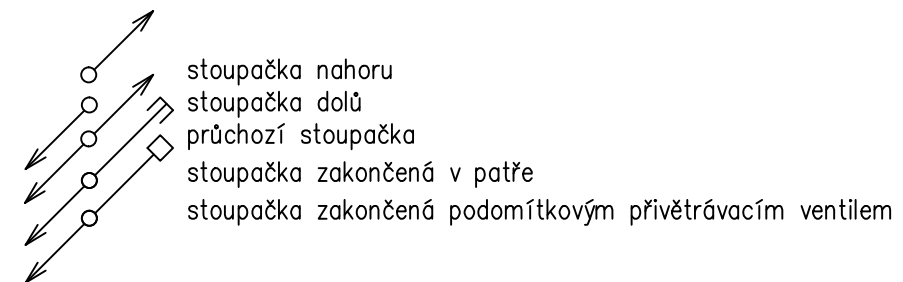 stoupačka nahoru
stoupačka dolů
průchozí stoupačka
stoupačka zakončená v patře
stoupačka zakončená podomítkovým přivětrávacím ventilem